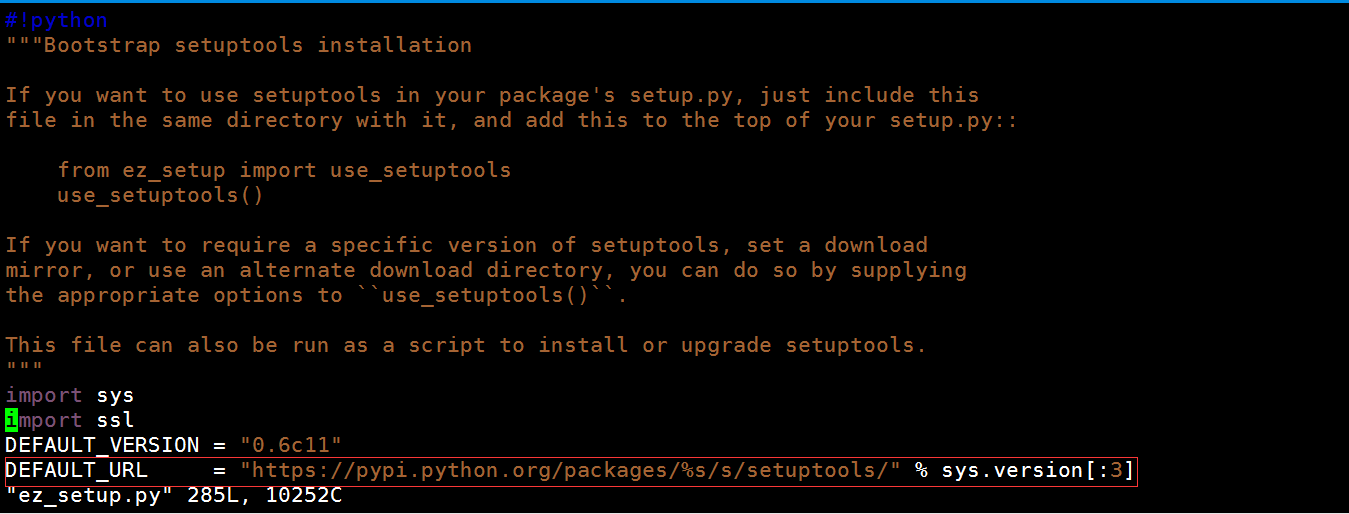 #!python
"""Bootstrap setuptools installation
If you want to use setuptools in your package's setup.py, just include this
file in the same directory with it, and add this to the top of your setup.py::
    from ez_setup import use_setuptools
    use_setuptools()
If you want to require a specific version of setuptools, set a download
mirror, or use an alternate download directory, you can do so by supplying
the appropriate options to ``use_setuptools()``.
This file can also be run as a script to install or upgrade setuptools.
"""
import sys
import ssl
DEFAULT_VERSION = "0.6c11"
DEFAULT_URL     = "https://pypi.python.org/packages/%s/s/setuptools/" % sys.version[:3]
"ez_setup.py" 285L, 10252C